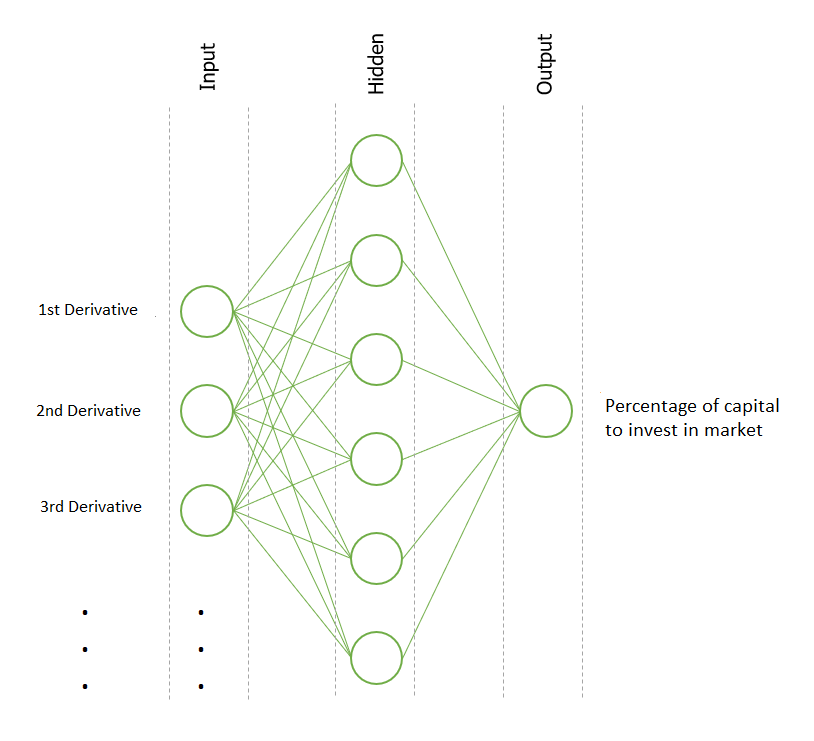 Input
Hidden
Output
1st Derivative
2nd Derivative
3rd Derivative
Percentage of capital
to invest in market